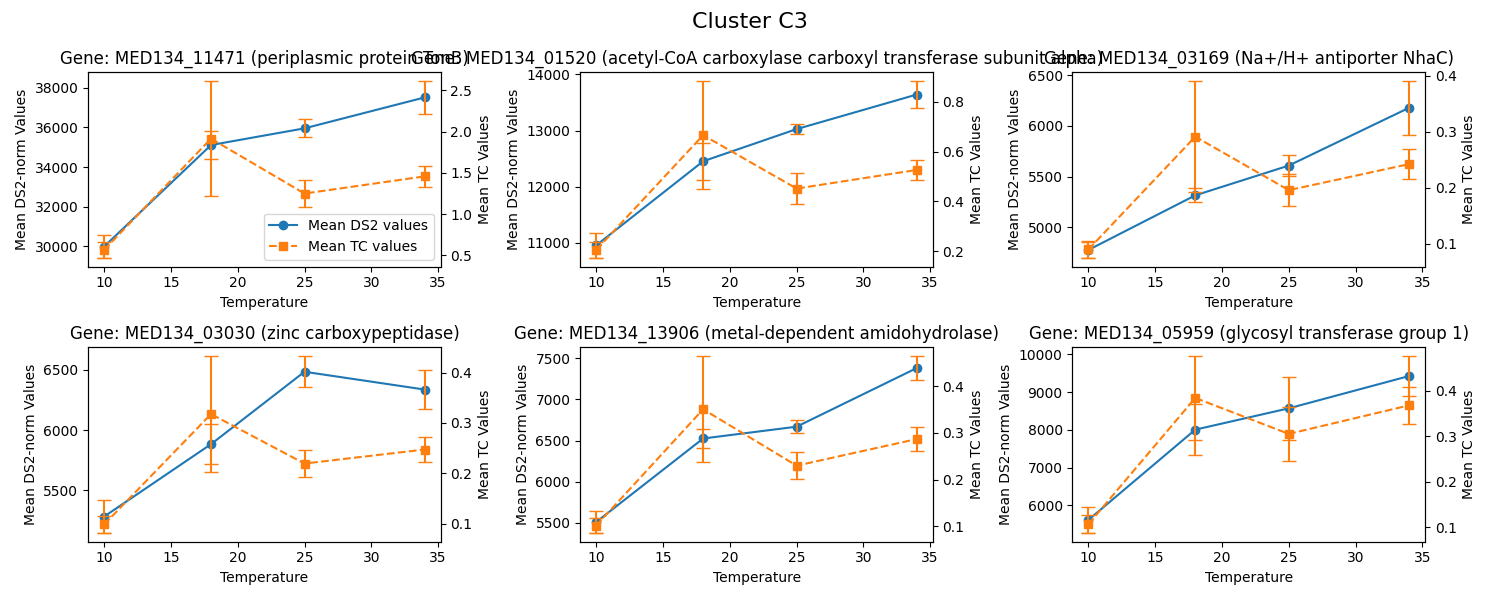 Cluster C3
Gene: MED134_11471 (periplasmic protein TonB)
38000
36000
34000
32000
30000
Mean DS2-norm Values
2.5
2.0
1.5
1.0
0.5
Mean TC Values
Mean DS2 values
Mean TC values
10 15 20 25 30 35
Temperature
Gene: MED134_01520 (acetyl-CoA carboxylase carboxyl transferase subunit alpha)
14000
13000
12000
11000
Mean DS2-norm Values
0.8
0.6
0.4
0.2
Mean TC Values
10 15 20 25 30 35
Temperature
Gene: MED134_03169 (Na+/H+ antiporter NhaC)
6500
6000
5500
5000
Mean DS2-norm Values
0.4
0.3
0.2
0.1
Mean TC Values
10 15 20 25 30 35
Temperature
Gene: MED134_03030 (zinc carboxypeptidase)
6500
6000
5500
Mean DS2-norm Values
0.4
0.3
0.2
0.1
Mean TC Values
10 15 20 25 30 35
Temperature
Gene: MED134_13906 (metal-dependent amidohydrolase)
7500
7000
6500
6000
5500
Mean DS2-norm Values
0.4
0.3
0.2
0.1
Mean TC Values
10 15 20 25 30 35
Temperature
Gene: MED134_05959 (glycosyl transferase group 1)
10000
9000
8000
7000
6000
Mean DS2-norm Values
0.4
0.3
0.2
0.1
Mean TC Values
10 15 20 25 30 35
Temperature